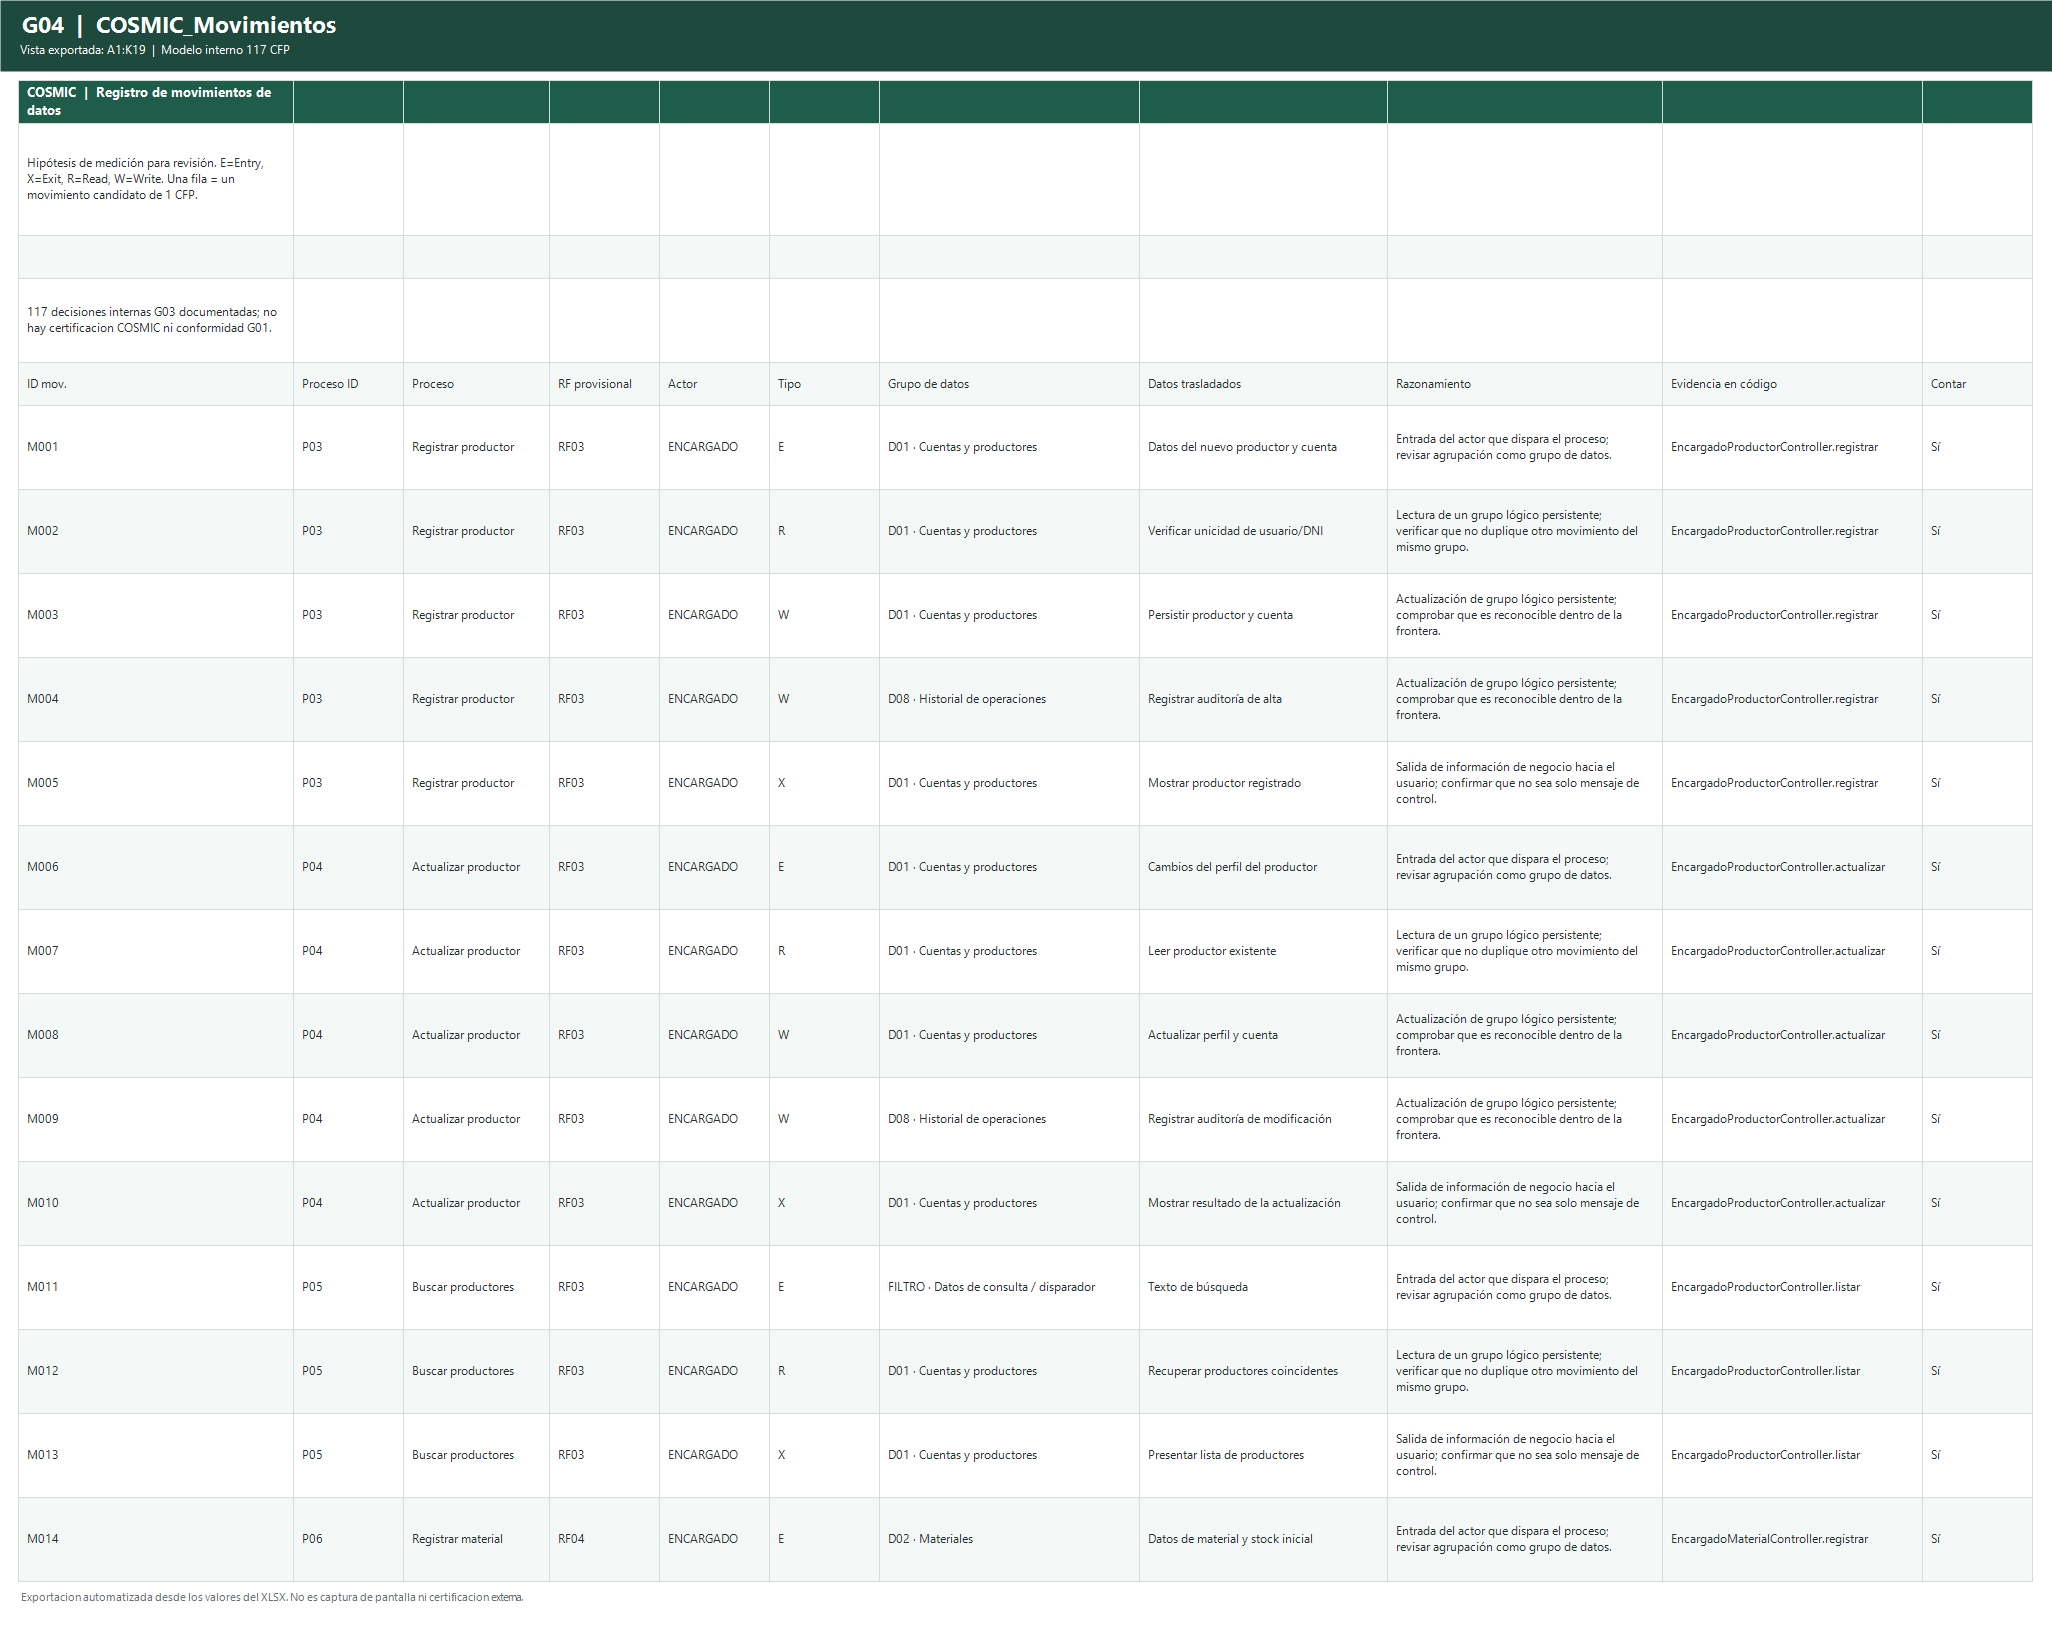 G04 | COSMIC_Movimientos
Vista exportada: A1:K19 | Modelo interno 117 CFP
COSMIC | Registro de movimientos de
datos
Hipótesis de medición para revisión. E=Entry,
X=Exit, R=Read, W=Write. Una fila = un
movimiento candidato de 1 CFP.
117 decisiones internas G03 documentadas; no
hay certificacion COSMIC ni conformidad G01.
ID mov. Proceso ID Proceso RF provisional Actor Tipo Grupo de datos Datos trasladados Razonamiento Evidencia en código Contar
M001 P03 Registrar productor RF03 ENCARGADO E D01 · Cuentas y productores Datos del nuevo productor y cuenta Entrada del actor que dispara el proceso;
revisar agrupación como grupo de datos. EncargadoProductorController.registrar Sí
M002 P03 Registrar productor RF03 ENCARGADO R D01 · Cuentas y productores Verificar unicidad de usuario/DNI Lectura de un grupo lógico persistente;
verificar que no duplique otro movimiento del
mismo grupo. EncargadoProductorController.registrar Sí
M003 P03 Registrar productor RF03 ENCARGADO W D01 · Cuentas y productores Persistir productor y cuenta Actualización de grupo lógico persistente;
comprobar que es reconocible dentro de la
frontera. EncargadoProductorController.registrar Sí
M004 P03 Registrar productor RF03 ENCARGADO W D08 · Historial de operaciones Registrar auditoría de alta Actualización de grupo lógico persistente;
comprobar que es reconocible dentro de la
frontera. EncargadoProductorController.registrar Sí
M005 P03 Registrar productor RF03 ENCARGADO X D01 · Cuentas y productores Mostrar productor registrado Salida de información de negocio hacia el
usuario; confirmar que no sea solo mensaje de
control. EncargadoProductorController.registrar Sí
M006 P04 Actualizar productor RF03 ENCARGADO E D01 · Cuentas y productores Cambios del perfil del productor Entrada del actor que dispara el proceso;
revisar agrupación como grupo de datos. EncargadoProductorController.actualizar Sí
M007 P04 Actualizar productor RF03 ENCARGADO R D01 · Cuentas y productores Leer productor existente Lectura de un grupo lógico persistente;
verificar que no duplique otro movimiento del
mismo grupo. EncargadoProductorController.actualizar Sí
M008 P04 Actualizar productor RF03 ENCARGADO W D01 · Cuentas y productores Actualizar perfil y cuenta Actualización de grupo lógico persistente;
comprobar que es reconocible dentro de la
frontera. EncargadoProductorController.actualizar Sí
M009 P04 Actualizar productor RF03 ENCARGADO W D08 · Historial de operaciones Registrar auditoría de modificación Actualización de grupo lógico persistente;
comprobar que es reconocible dentro de la
frontera. EncargadoProductorController.actualizar Sí
M010 P04 Actualizar productor RF03 ENCARGADO X D01 · Cuentas y productores Mostrar resultado de la actualización Salida de información de negocio hacia el
usuario; confirmar que no sea solo mensaje de
control. EncargadoProductorController.actualizar Sí
M011 P05 Buscar productores RF03 ENCARGADO E FILTRO · Datos de consulta / disparador Texto de búsqueda Entrada del actor que dispara el proceso;
revisar agrupación como grupo de datos. EncargadoProductorController.listar Sí
M012 P05 Buscar productores RF03 ENCARGADO R D01 · Cuentas y productores Recuperar productores coincidentes Lectura de un grupo lógico persistente;
verificar que no duplique otro movimiento del
mismo grupo. EncargadoProductorController.listar Sí
M013 P05 Buscar productores RF03 ENCARGADO X D01 · Cuentas y productores Presentar lista de productores Salida de información de negocio hacia el
usuario; confirmar que no sea solo mensaje de
control. EncargadoProductorController.listar Sí
M014 P06 Registrar material RF04 ENCARGADO E D02 · Materiales Datos de material y stock inicial Entrada del actor que dispara el proceso;
revisar agrupación como grupo de datos. EncargadoMaterialController.registrar Sí
Exportacion automatizada desde los valores del XLSX. No es captura de pantalla ni certificacion externa.